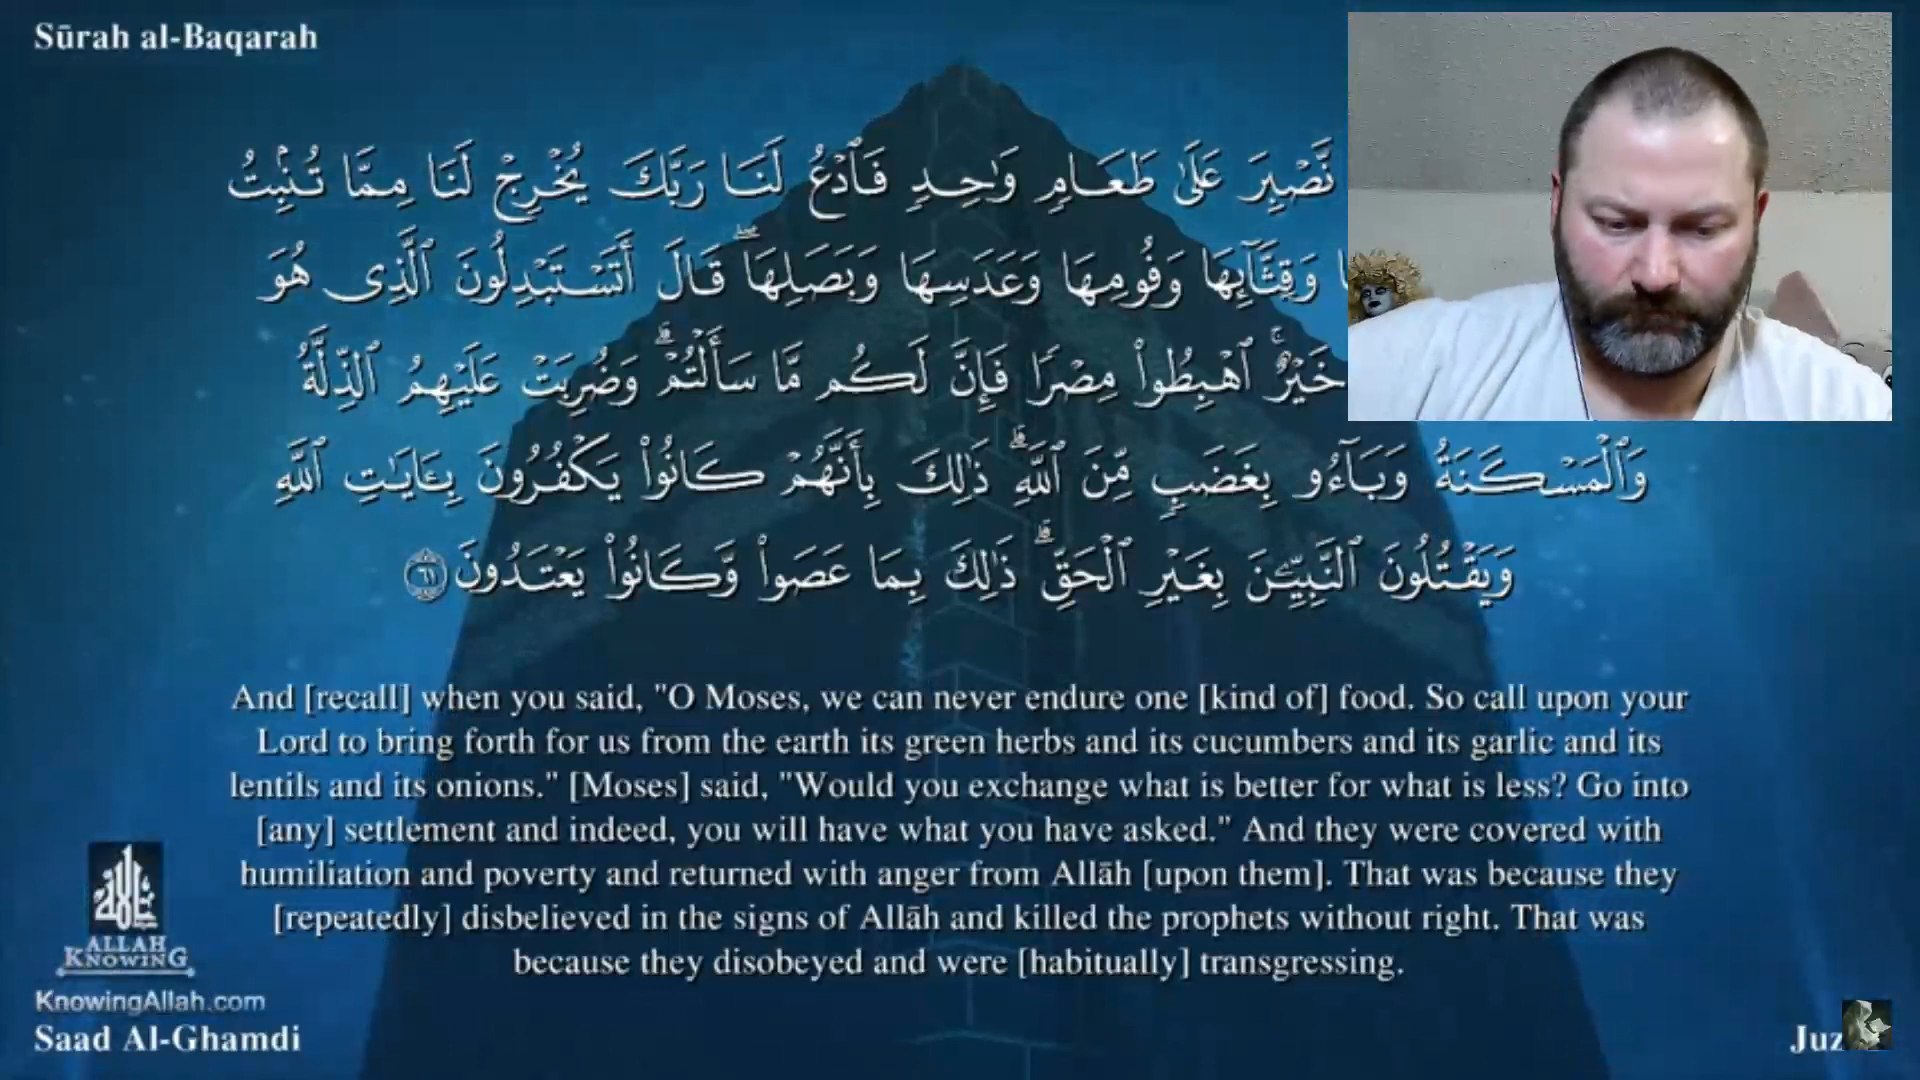 Sūrah al-Baqarah
نَّصْبِرَ عَلَىٰ طَعَامٍ وَٰحِدٍ فَٱدْعُ لَنَا رَبَّكَ يُخْرِجْ لَنَا مِمَّا تُنۢبِتُ
وَقِثَّآئِهَا وَفُومِهَا وَعَدَسِهَا وَبَصَلِهَا ۖ قَالَ أَتَسْتَبْدِلُونَ ٱلَّذِى هُوَ
خَيْرٌ ۚ ٱهْبِطُوا۟ مِصْرًا فَإِنَّ لَكُم مَّا سَأَلْتُمْ ۗ وَضُرِبَتْ عَلَيْهِمُ ٱلذِّلَّةُ
وَٱلْمَسْكَنَةُ وَبَآءُو بِغَضَبٍ مِّنَ ٱللَّهِ ۗ ذَٰلِكَ بِأَنَّهُمْ كَانُوا۟ يَكْفُرُونَ بِـَٔايَـٰتِ ٱللَّهِ
وَيَقْتُلُونَ ٱلنَّبِيِّـۧنَ بِغَيْرِ ٱلْحَقِّ ۗ ذَٰلِكَ بِمَا عَصَوا۟ وَّكَانُوا۟ يَعْتَدُونَ ٦١
And [recall] when you said, "O Moses, we can never endure one [kind of] food. So call upon your
Lord to bring forth for us from the earth its green herbs and its cucumbers and its garlic and its
lentils and its onions." [Moses] said, "Would you exchange what is better for what is less? Go into
[any] settlement and indeed, you will have what you have asked." And they were covered with
humiliation and poverty and returned with anger from Allāh [upon them]. That was because they
[repeatedly] disbelieved in the signs of Allāh and killed the prophets without right. That was
because they disobeyed and were [habitually] transgressing.
ALLAH
KNOWING
KnowingAllah.com
Saad Al-Ghamdi
Juz